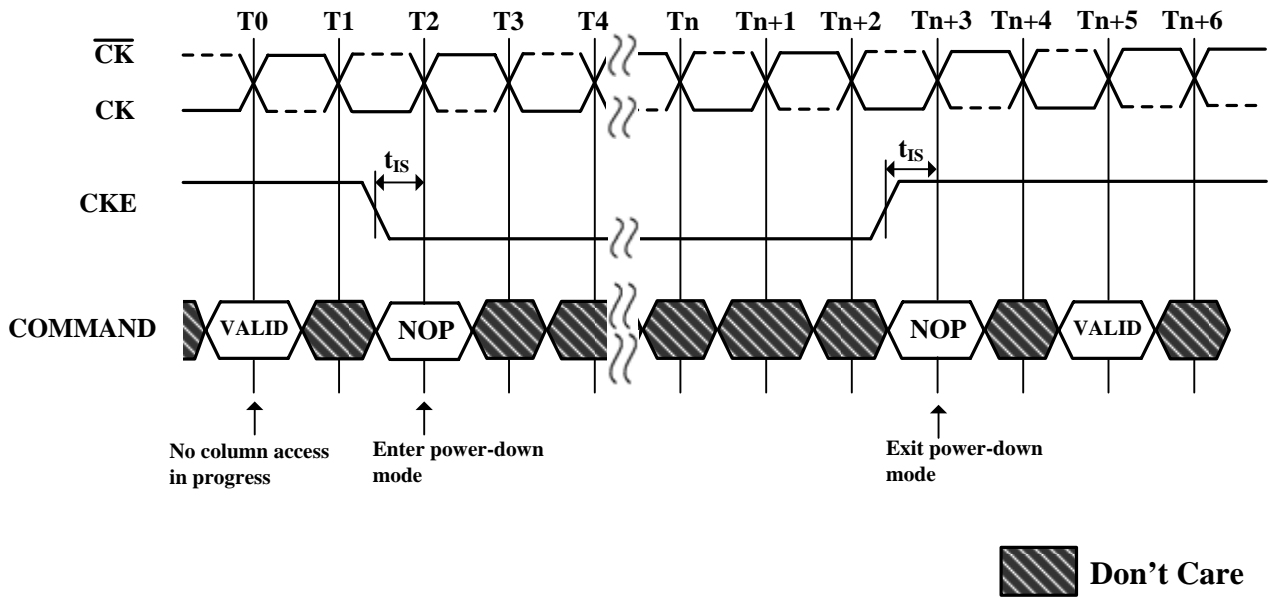 T0 T1 T2 T3 T4 Tn Tn+1 Tn+2 Tn+3 Tn+4 Tn+5 Tn+6
CK
CK
tIS tIS
CKE
COMMAND VALID NOP NOP VALID
No column access
in progress
Enter power-down
mode
Exit power-down
mode
Don't Care